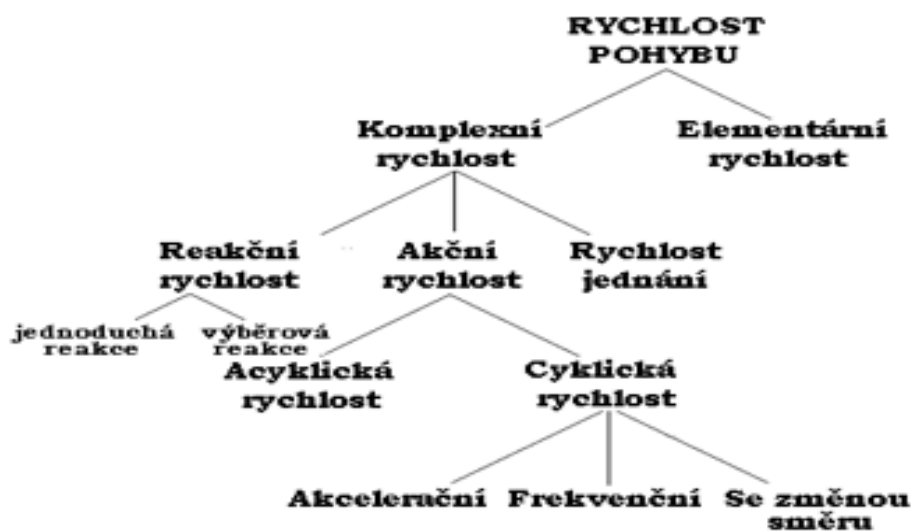 RYCHLOST
POHYBU
Komplexní
rychlost
Elementární
rychlost
Reakční
rychlost
Akční
rychlost
Rychlost
jednání
jednoduchá
reakce
výběrová
reakce
Acyklická
rychlost
Cyklická
rychlost
Akcelerační
Frekvenční
Se změnou
směru